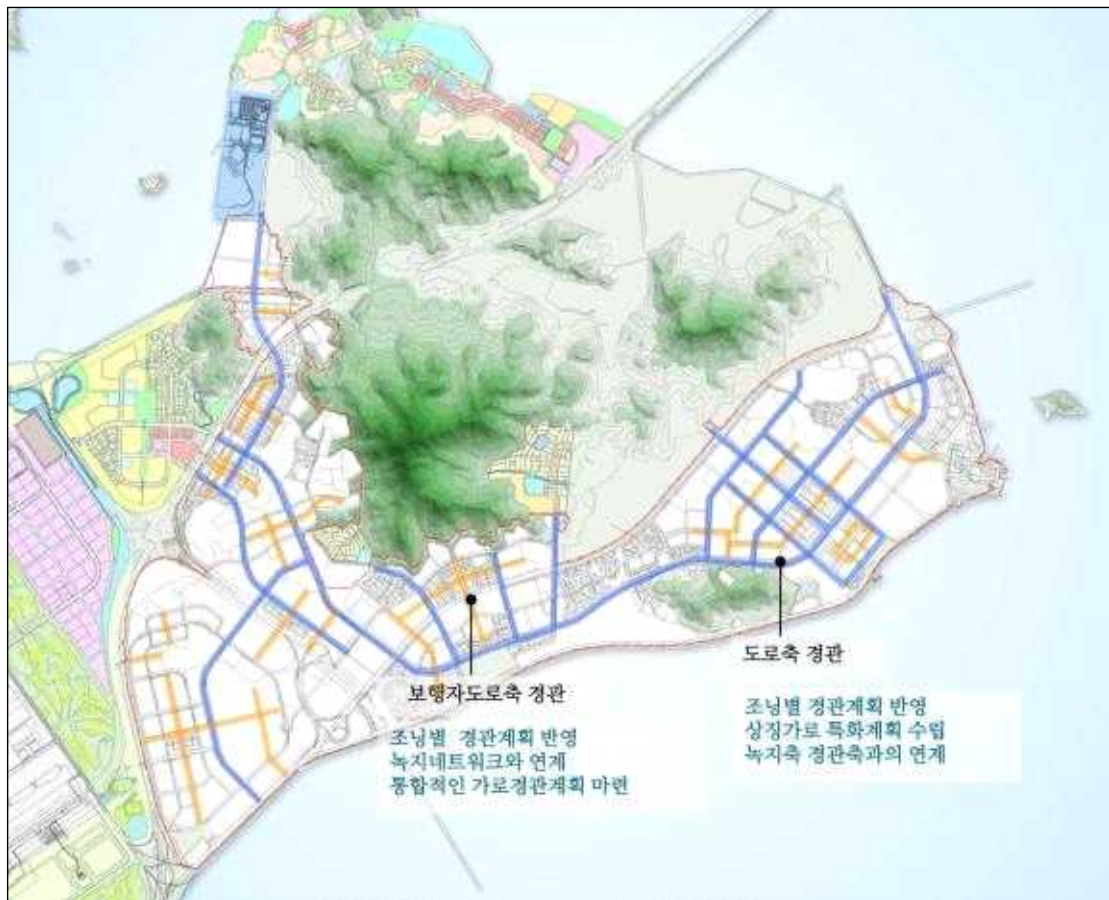 보행자도로축 경관
조닝별 경관계획 반영
녹지네트워크와 연계
통합적인 가로경관계획 마련
도로축 경관
조닝별 경관계획 반영
상징가로 특화계획 수립
녹지축 경관축과의 연계